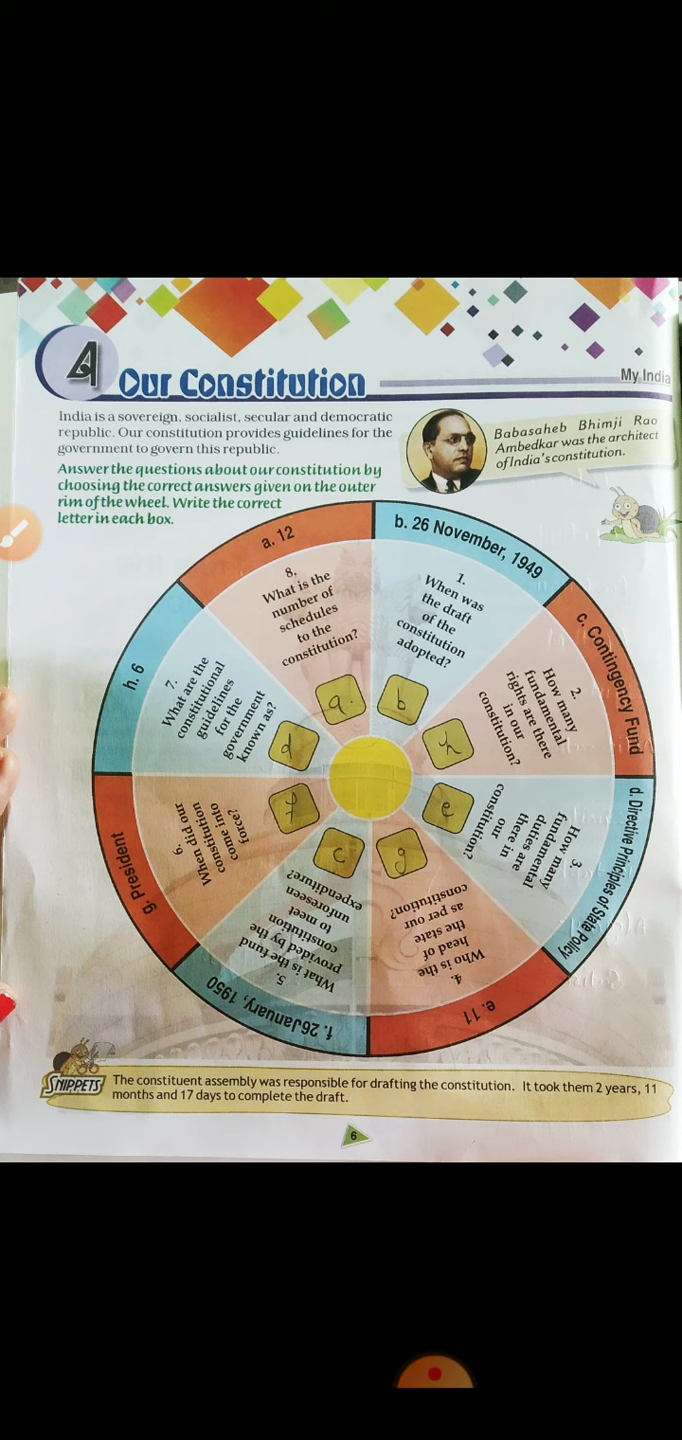 A
Our Constitution
My India
India is a sovereign, socialist, secular and democratic
republic. Our constitution provides guidelines for the
government to govern this republic.
Babasaheb Bhimji Rao
Ambedkar was the architect
of India's constitution.
Answer the questions about our constitution by
choosing the correct answers given on the outer
rim of the wheel. Write the correct
letter in each box.
a. 12
b. 26 November, 1949
c. Contingency Fund
d. Directive Principles of State Policy
e. 11
f. 26 January, 1950
g. President
h. 6
1.
When was
the draft
of the
constitution
adopted?
b
2.
How many
fundamental
rights are there
in our
constitution?
h
3.
How many
fundamental
duties are
there in
our
constitution?
e
4.
Who is the
head of
the state
as per our
constitution?
g
5.
What is the fund
provided by the
constitution
to meet
unforeseen
expenditure?
c
6.
When did our
constitution
come into
force?
f
7.
What are the
constitutional
guidelines
for the
government
known as?
d
8.
What is the
number of
schedules
to the
constitution?
a.
SNIPPETS
The constituent assembly was responsible for drafting the constitution. It took them 2 years, 11
months and 17 days to complete the draft.
6